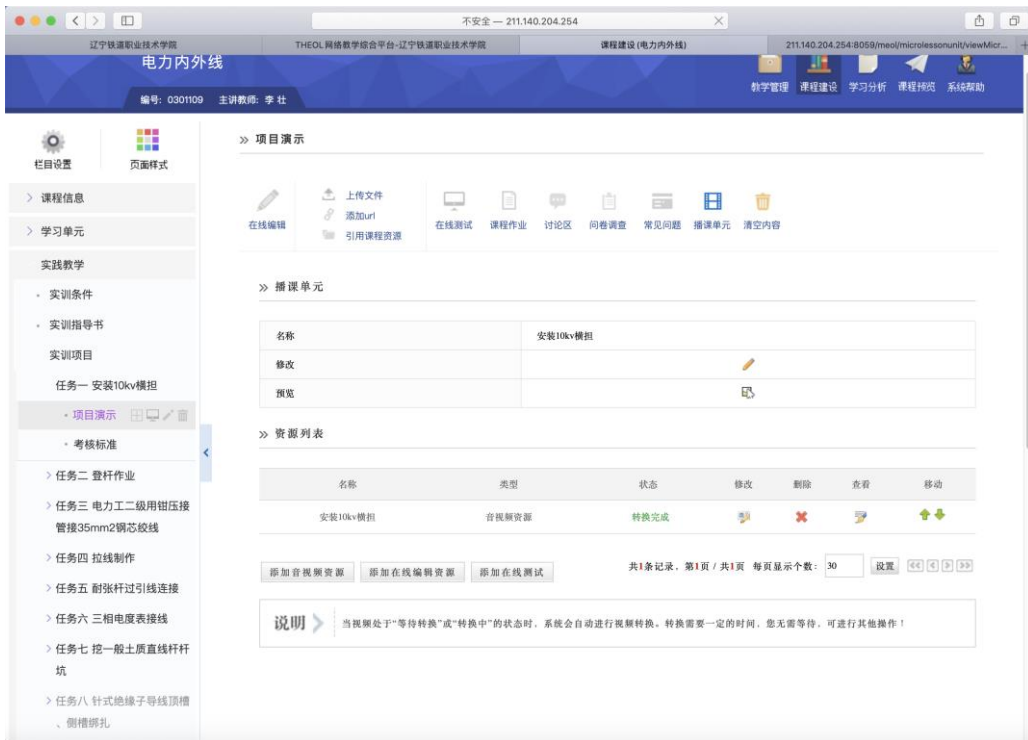 不安全 — 211.140.204.254
辽宁铁道职业技术学院
THEOL网络教学综合平台-辽宁铁道职业技术学院
课程建设(电力内外线)
211.140.204.254:8059/meol/microlessonunit/viewMicr...
电力内外线
编号: 0301109 主讲教师: 李 壮
教学管理
课程建设
学习分析
课程预览
系统帮助
栏目设置
页面样式
课程信息
学习单元
实践教学
实训条件
实训指导书
实训项目
任务一 安装10kv横担
项目演示
考核标准
任务二 登杆作业
任务三 电力工二级用钳压接
管接35mm2钢芯绞线
任务四 拉线制作
任务五 耐张杆过引线连接
任务六 三相电度表接线
任务七 挖一般土质直线杆杆
坑
任务八 针式绝缘子导线顶槽
、侧槽绑扎
» 项目演示
在线编辑
上传文件
添加url
引用课程资源
在线测试
课程作业
讨论区
问卷调查
常见问题
播课单元
清空内容
» 播课单元
名称 安装10kv横担
修改
预览
» 资源列表
名称 类型 状态 修改 删除 查看 移动
安装10kv横担 音视频资源 转换完成
添加音视频资源 添加在线编辑资源 添加在线测试
共1条记录, 第1页 / 共1页 每页显示个数: 30 设置
说明 当视频处于“等待转换”或“转换中”的状态时, 系统会自动进行视频转换。转换需要一定的时间, 您无需等待, 可进行其他操作!